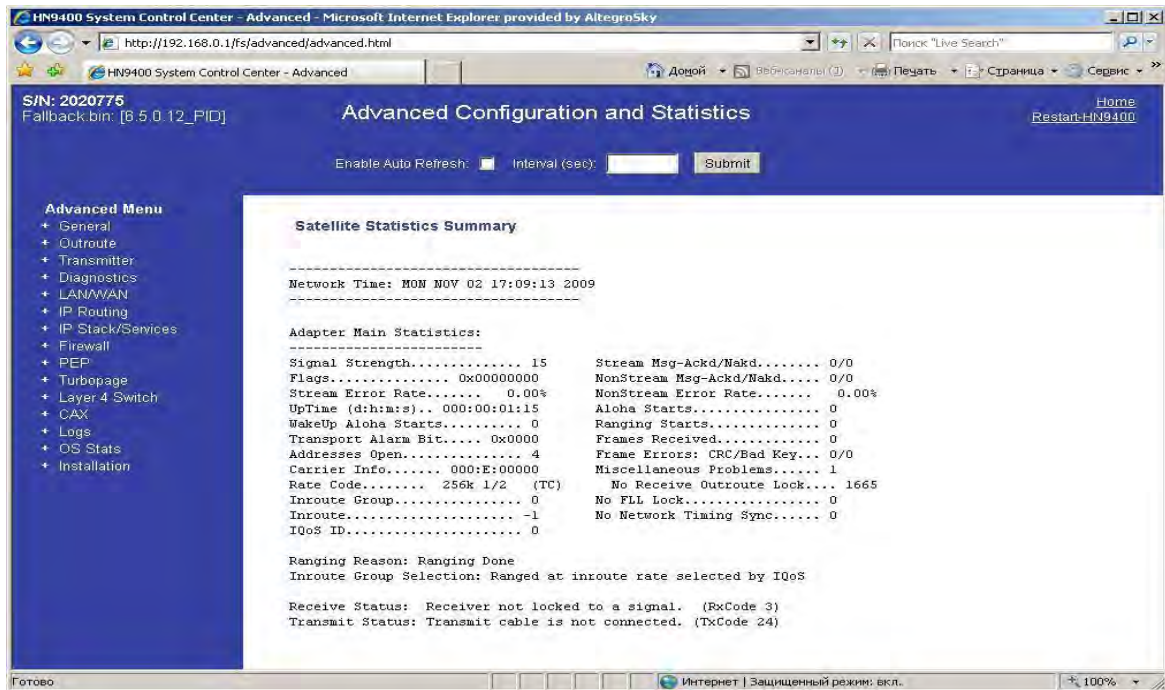 HN9400 System Control Center - Advanced - Microsoft Internet Explorer provided by AltegroSky
http://192.168.0.1/fs/advanced/advanced.html
Поиск "Live Search"
HN9400 System Control Center - Advanced
Домой
Веб-каналы (J)
Печать
Страница
Сервис
S/N: 2020775
Fallback.bin: [6.5.0.12_PID]
Advanced Configuration and Statistics
Home
Restart-HN9400
Enable Auto Refresh:
Interval (sec):
Submit
Advanced Menu
+ General
+ Outroute
+ Transmitter
+ Diagnostics
+ LAN/WAN
+ IP Routing
+ IP Stack/Services
+ Firewall
+ PEP
+ Turbopage
+ Layer 4 Switch
+ CAX
+ Logs
+ OS Stats
+ Installation
Satellite Statistics Summary
------------------------------------
Network Time: MON NOV 02 17:09:13 2009
------------------------------------
Adapter Main Statistics:
------------------------
Signal Strength.............. 15 Stream Msg-Ackd/Nakd........ 0/0
Flags............... 0x00000000 NonStream Msg-Ackd/Nakd..... 0/0
Stream Error Rate....... 0.00% NonStream Error Rate....... 0.00%
UpTime (d:h:m:s).. 000:00:01:15 Aloha Starts................ 0
WakeUp Aloha Starts.......... 0 Ranging Starts.............. 0
Transport Alarm Bit..... 0x0000 Frames Received............. 0
Addresses Open............... 4 Frame Errors: CRC/Bad Key... 0/0
Carrier Info....... 000:E:00000 Miscellaneous Problems...... 1
Rate Code........ 256k 1/2 (TC) No Receive Outroute Lock.... 1665
Inroute Group................ 0 No FLL Lock................. 0
Inroute..................... -1 No Network Timing Sync...... 0
IQoS ID...................... 0
Ranging Reason: Ranging Done
Inroute Group Selection: Ranged at inroute rate selected by IQoS
Receive Status: Receiver not locked to a signal. (RxCode 3)
Transmit Status: Transmit cable is not connected. (TxCode 24)
Готово
Интернет | Защищенный режим: вкл.
100%